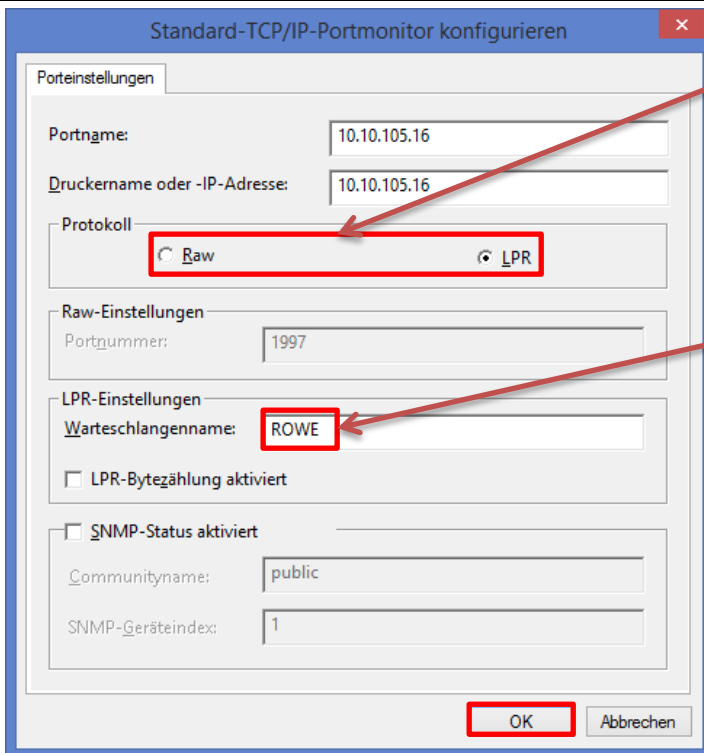 Standard-TCP/IP-Portmonitor konfigurieren
Porteinstellungen
Portname: 10.10.105.16
Druckername oder -IP-Adresse: 10.10.105.16
Protokoll
Raw LPR
Raw-Einstellungen
Portnummer: 1997
LPR-Einstellungen
Warteschlangenname: ROWE
LPR-Bytezählung aktiviert
SNMP-Status aktiviert
Communityname: public
SNMP-Geräteindex: 1
OK Abbrechen